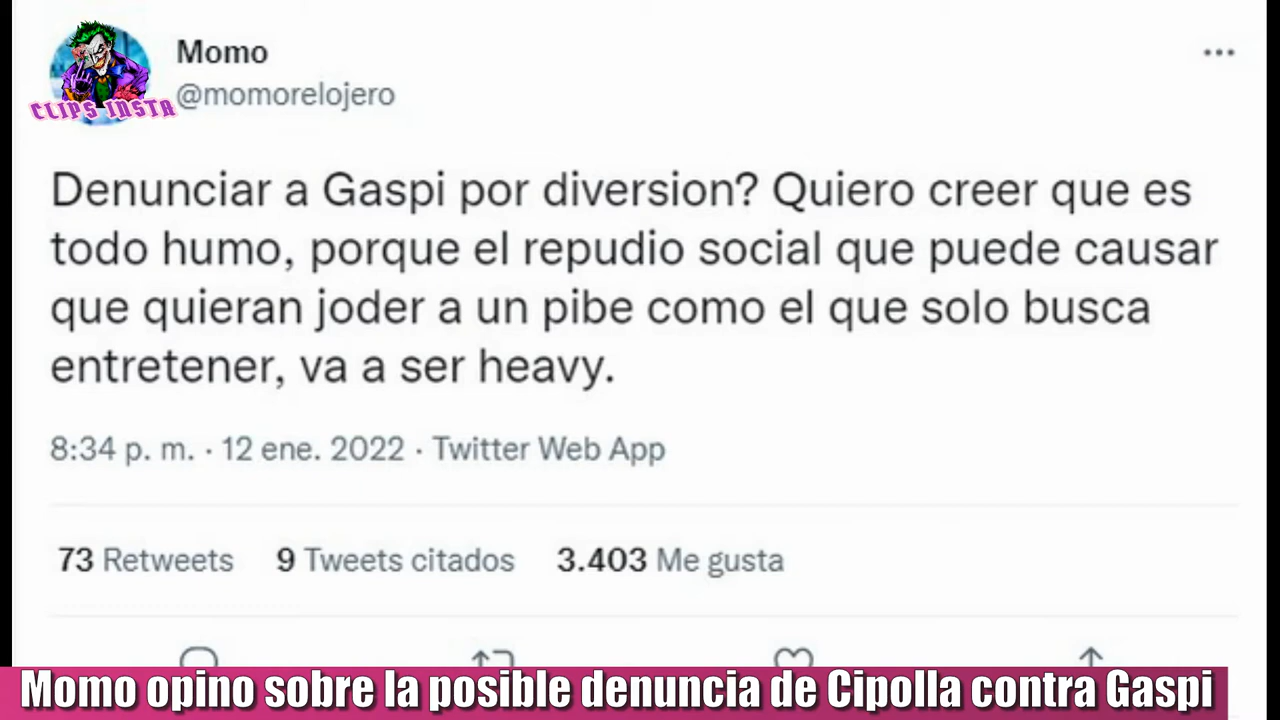 Momo
@momorelojero
CLIPS INSTA
Denunciar a Gaspi por diversion? Quiero creer que es
todo humo, porque el repudio social que puede causar
que quieran joder a un pibe como el que solo busca
entretener, va a ser heavy.
8:34 p. m. · 12 ene. 2022 · Twitter Web App
73 Retweets 9 Tweets citados 3.403 Me gusta
Momo opino sobre la posible denuncia de Cipolla contra Gaspi